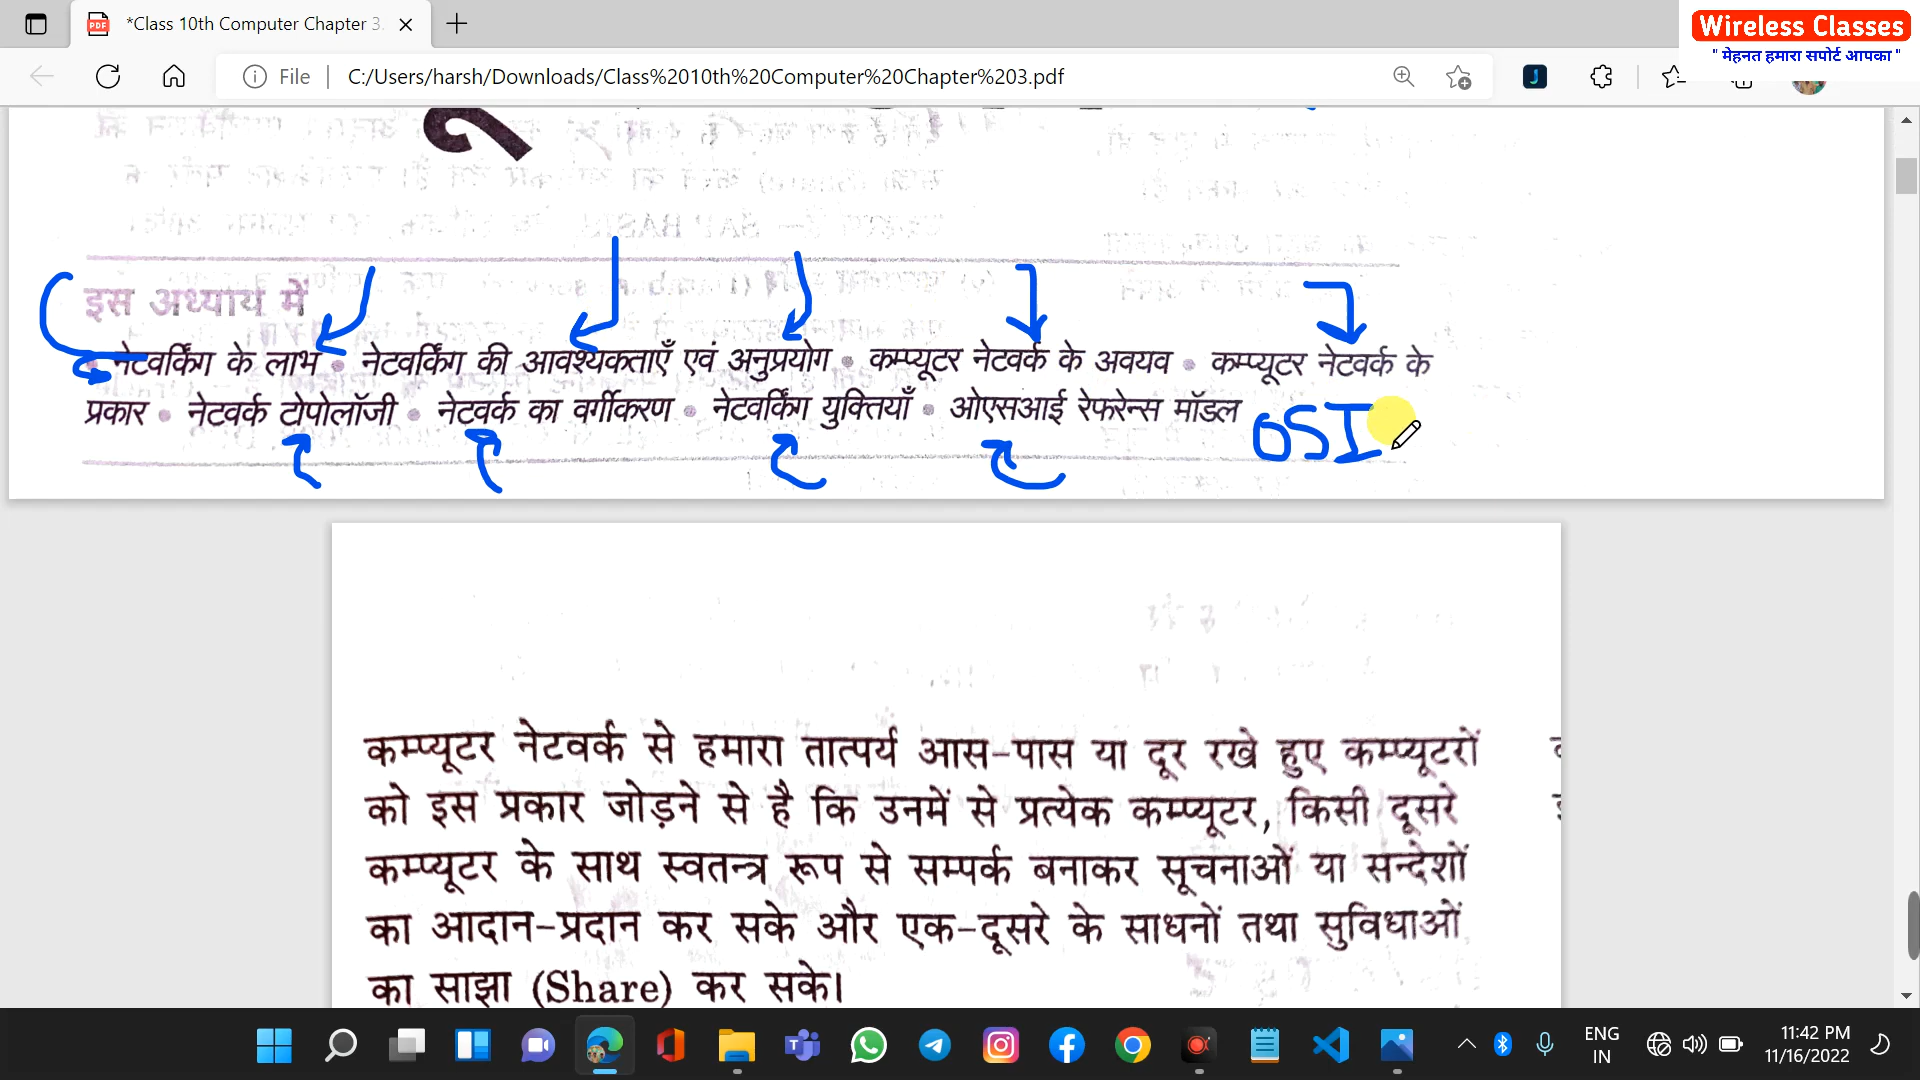 *Class 10th Computer Chapter 3.
Wireless Classes
" मेहनत हमारा सपोर्ट आपका "
File
C:/Users/harsh/Downloads/Class%2010th%20Computer%20Chapter%203.pdf
इस अध्याय में
• नेटवर्किंग के लाभ • नेटवर्किंग की आवश्यकताएँ एवं अनुप्रयोग • कम्प्यूटर नेटवर्क के अवयव • कम्प्यूटर नेटवर्क के
प्रकार • नेटवर्क टोपोलॉजी • नेटवर्क का वर्गीकरण • नेटवर्किंग युक्तियाँ • ओएसआई रेफरेन्स मॉडल
OSI
कम्प्यूटर नेटवर्क से हमारा तात्पर्य आस-पास या दूर रखे हुए कम्प्यूटरों
को इस प्रकार जोड़ने से है कि उनमें से प्रत्येक कम्प्यूटर, किसी दूसरे
कम्प्यूटर के साथ स्वतन्त्र रूप से सम्पर्क बनाकर सूचनाओं या सन्देशों
का आदान-प्रदान कर सके और एक-दूसरे के साधनों तथा सुविधाओं
का साझा (Share) कर सके।
ENG
IN
11:42 PM
11/16/2022